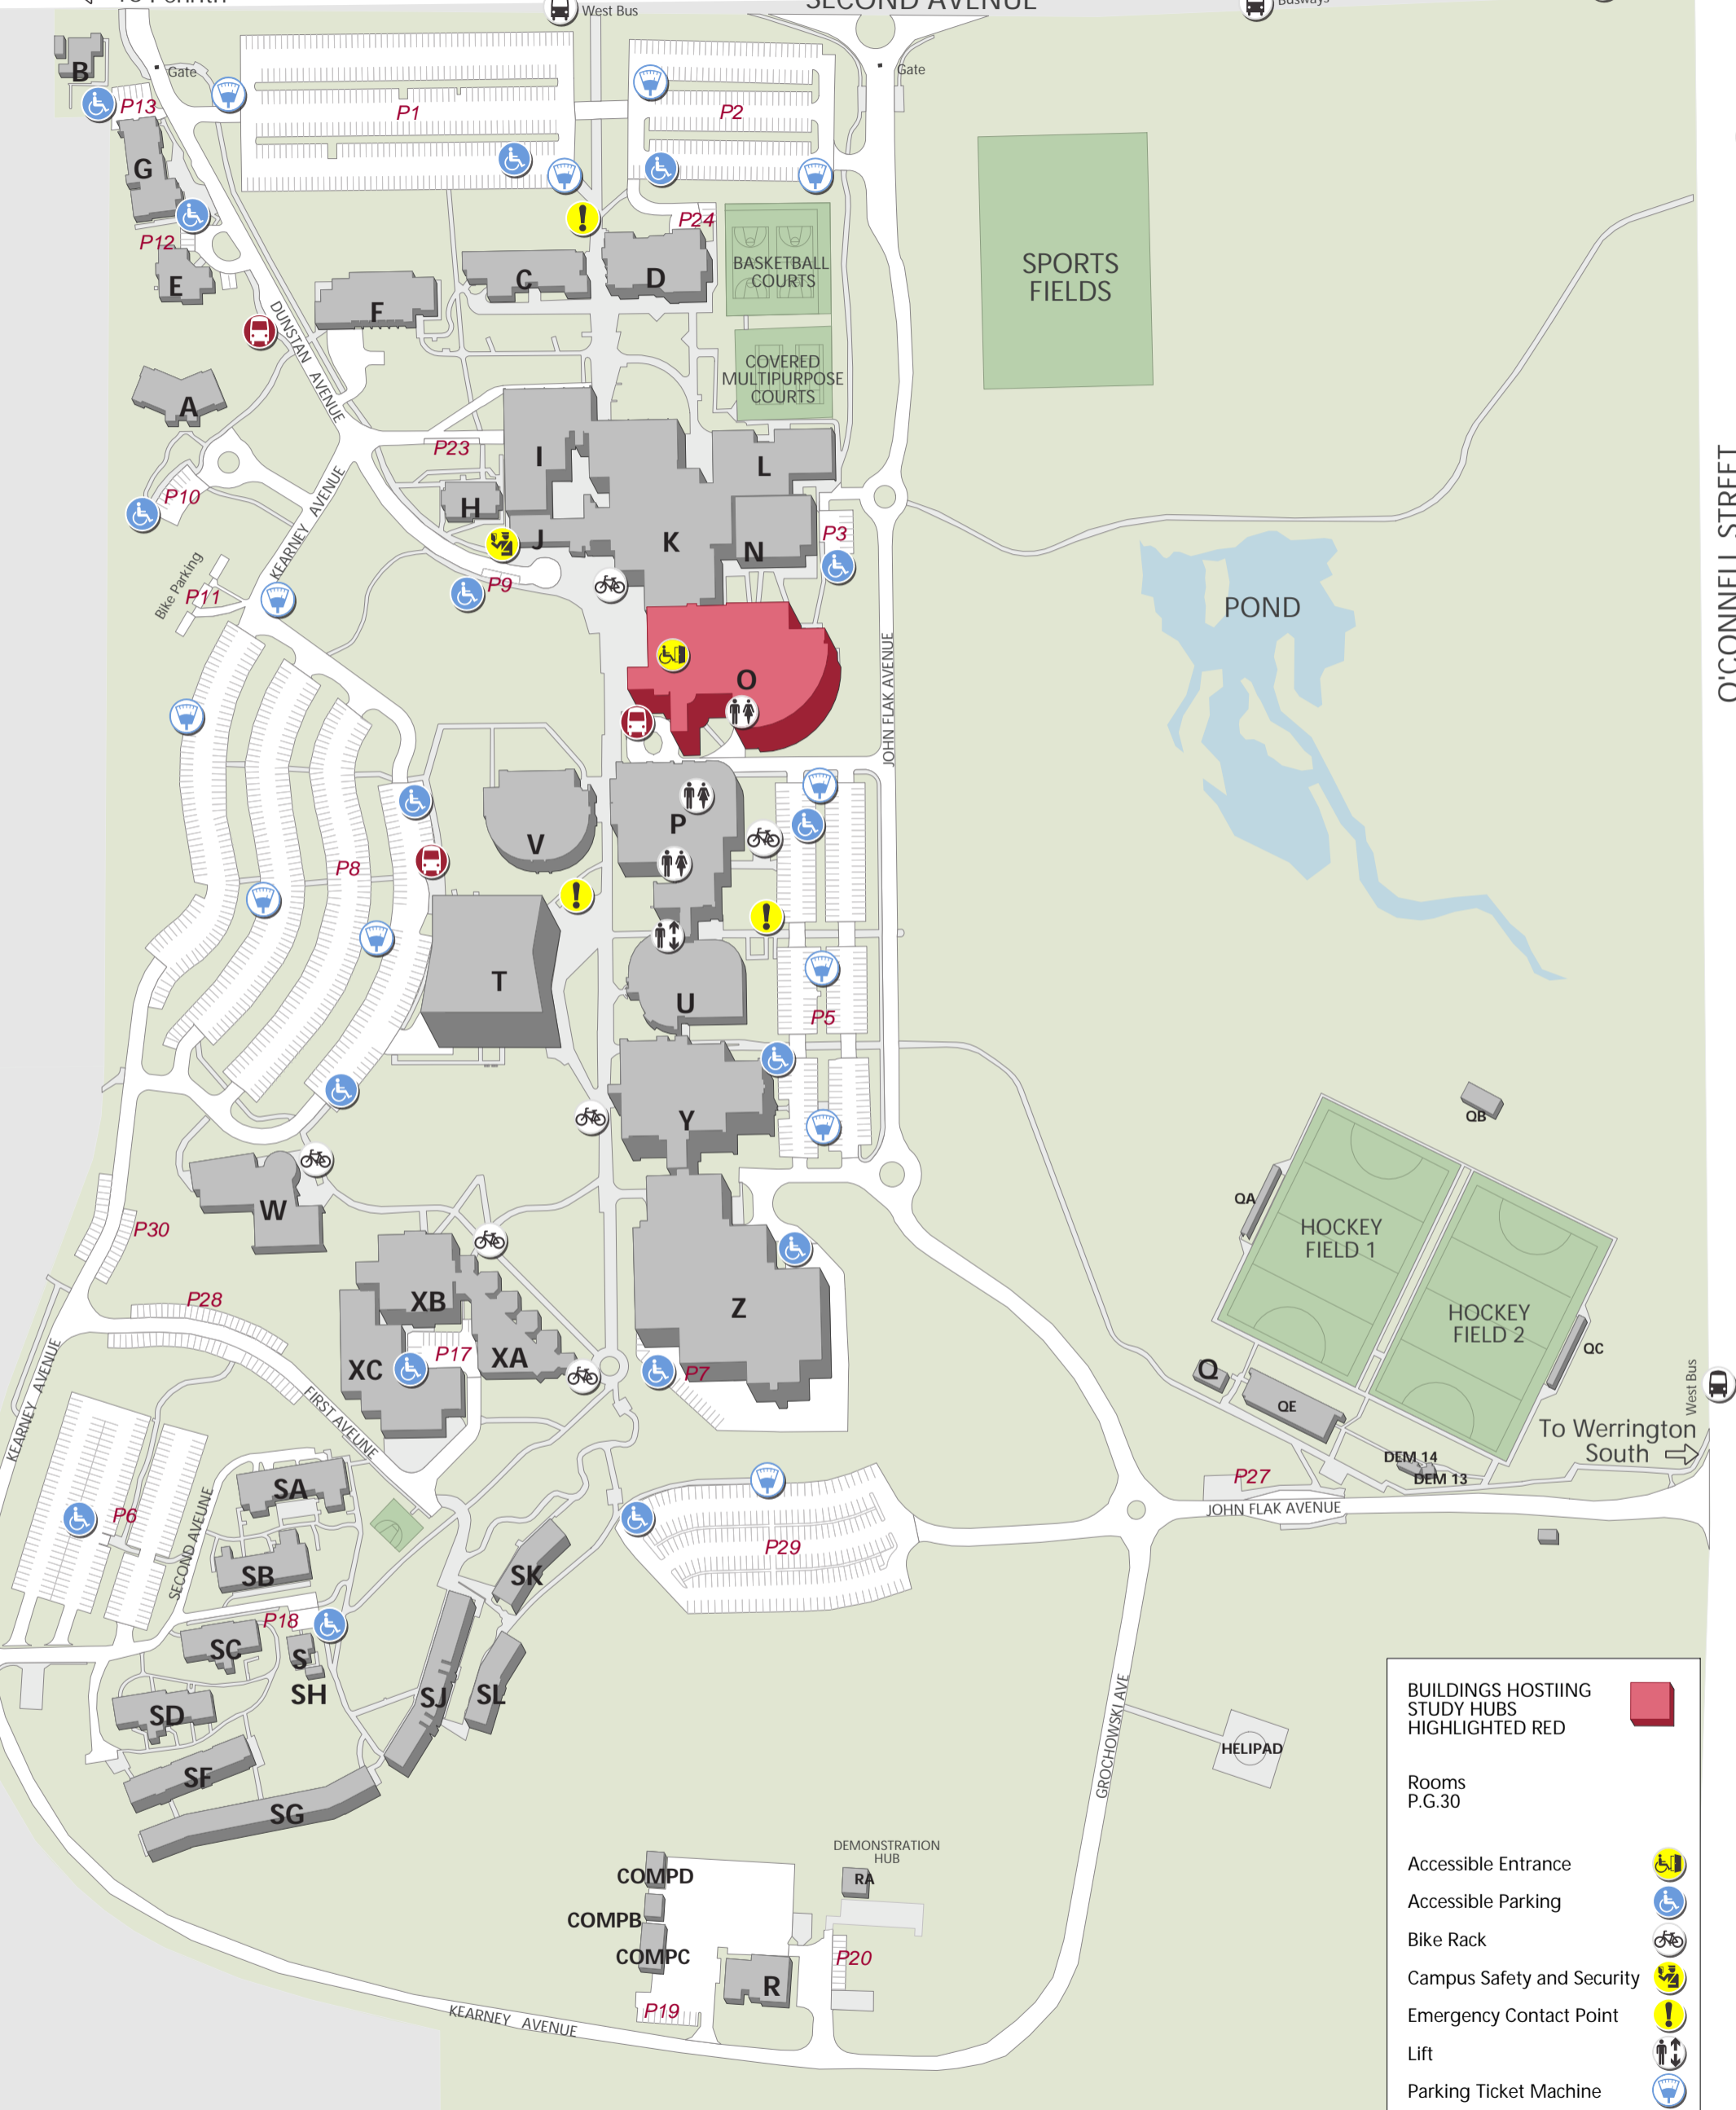 SECOND AVENUE
West Bus
Busways
B
Gate
Gate
P13
P1
P2
G
P24
P12
E
C
D
BASKETBALL
COURTS
SPORTS
FIELDS
F
DUNSTAN AVENUE
COVERED
MULTIPURPOSE
COURTS
A
P23
I
L
P10
H
J
K
N
P3
KEARNEY AVENUE
O'CONNELL STREET
Bike Parking
P11
P9
POND
O
JOHN FLAK AVENUE
V
P
P8
T
U
P5
Y
QB
QA
HOCKEY
FIELD 1
HOCKEY
FIELD 2
QC
W
P30
P28
XB
Z
XC
P17
XA
P7
Q
QE
West Bus
To Werrington
South
DEM 14
DEM 13
P27
JOHN FLAK AVENUE
KEARNEY AVENUE
FIRST AVEUNE
SA
P6
SECOND AVEUNE
P29
SB
SK
P18
SC
S
SH
SD
SJ
SL
SF
SG
GROCHOWSKI AVE
HELIPAD
DEMONSTRATION
HUB
COMPD
RA
COMPB
COMPC
P20
R
P19
KEARNEY AVENUE
BUILDINGS HOSTIING
STUDY HUBS
HIGHLIGHTED RED
Rooms
P.G.30
Accessible Entrance
Accessible Parking
Bike Rack
Campus Safety and Security
Emergency Contact Point
Lift
Parking Ticket Machine